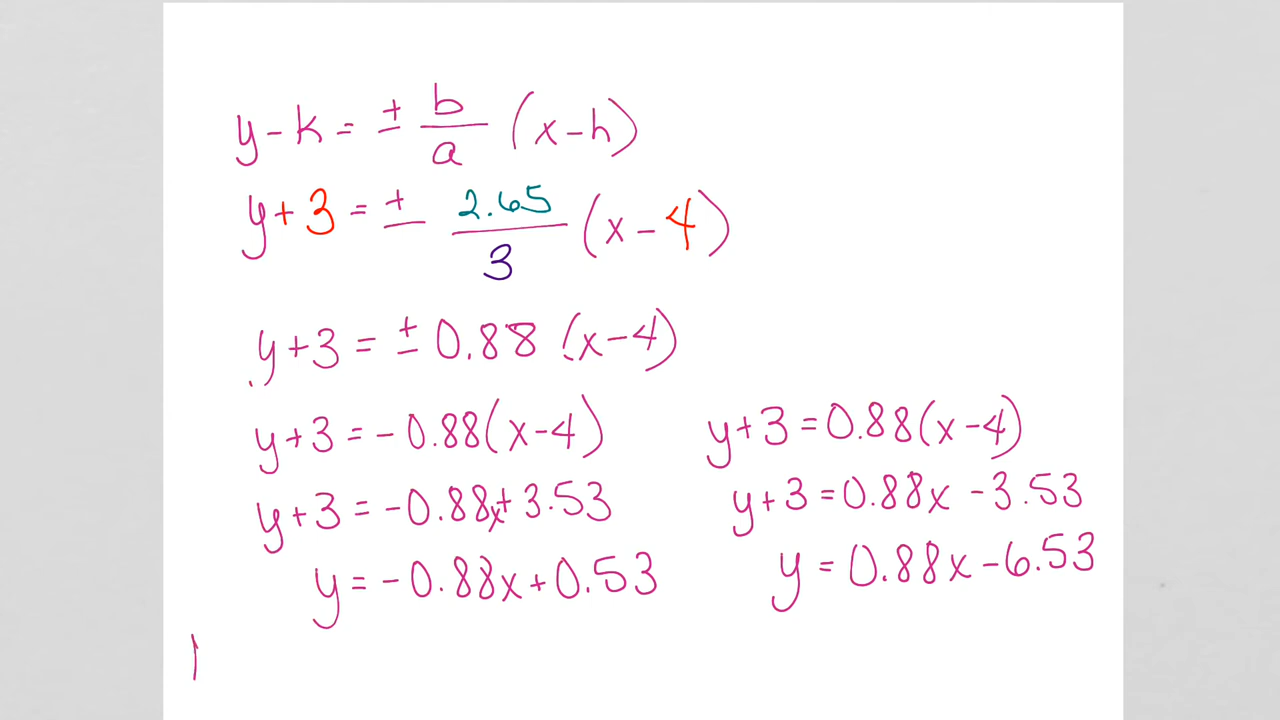 y-k = ± b/a (x-h)
y+3 = ± 2.65/3 (x-4)
y+3 = ± 0.88 (x-4)
y+3 = -0.88(x-4)
y+3 = -0.88x+3.53
y = -0.88x+0.53
y+3 = 0.88(x-4)
y+3 = 0.88x -3.53
y = 0.88x-6.53